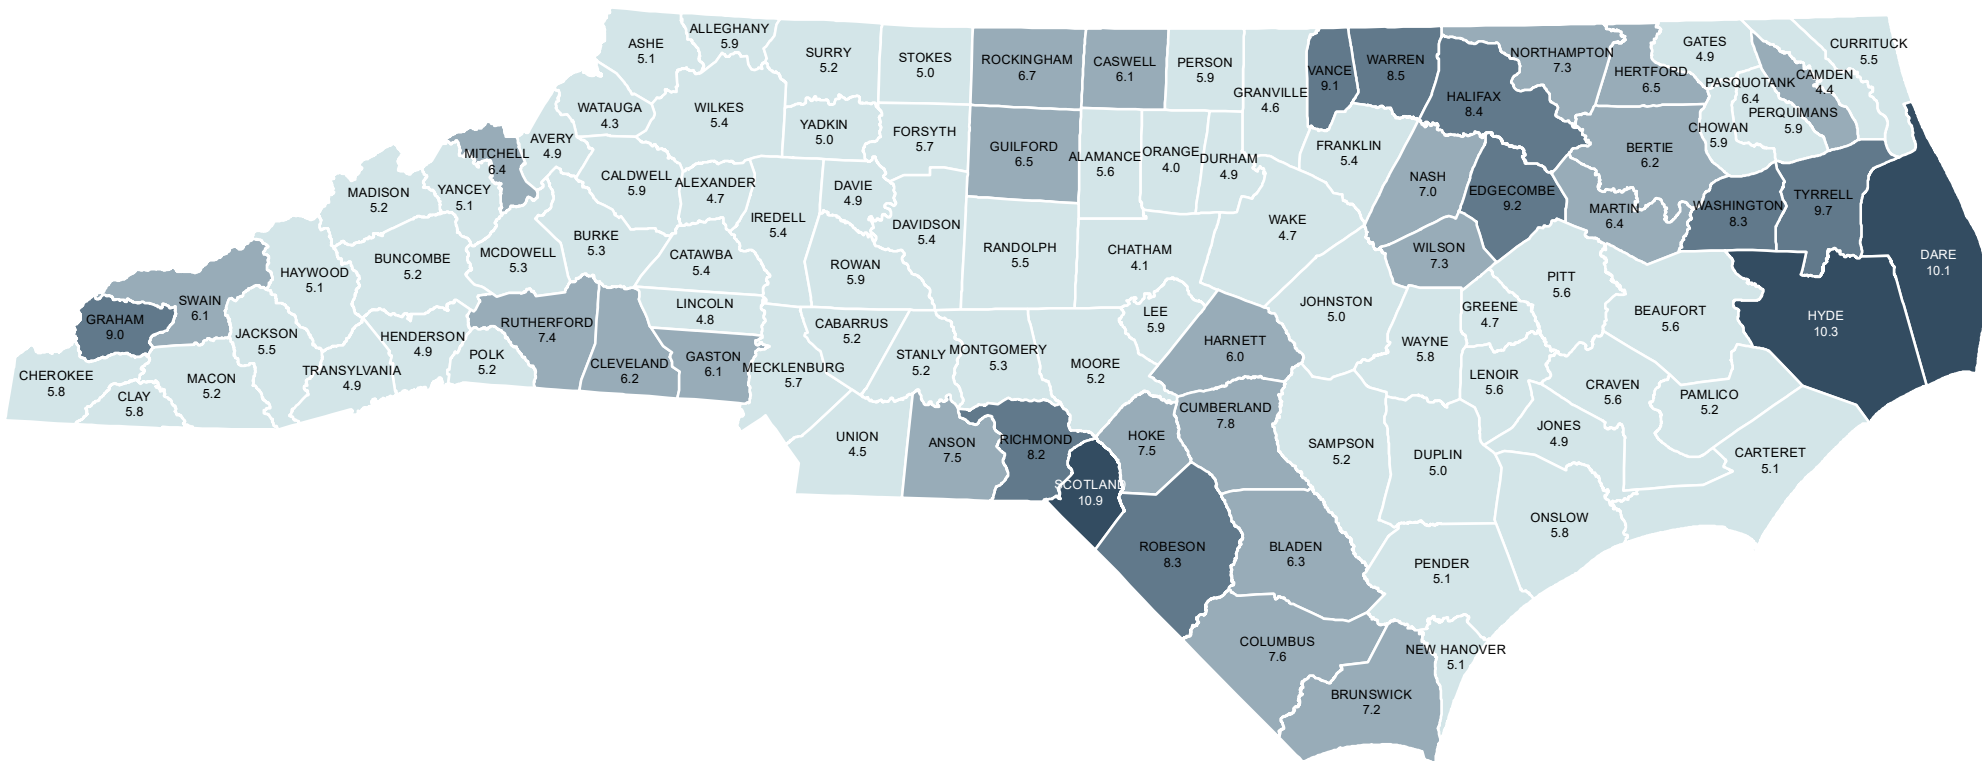 ALLEGHANY
5.9
ASHE
5.1
SURRY
5.2
STOKES
5.0
ROCKINGHAM
6.7
CASWELL
6.1
PERSON
5.9
GRANVILLE
4.6
VANCE
9.1
WARREN
8.5
HALIFAX
8.4
NORTHAMPTON
7.3
HERTFORD
6.5
GATES
4.9
CURRITUCK
5.5
PASQUOTANK
6.4
CAMDEN
4.4
PERQUIMANS
5.9
CHOWAN
5.9
WATAUGA
4.3
WILKES
5.4
YADKIN
5.0
FORSYTH
5.7
GUILFORD
6.5
ALAMANCE
5.6
ORANGE
4.0
DURHAM
4.9
FRANKLIN
5.4
NASH
7.0
EDGECOMBE
9.2
BERTIE
6.2
MARTIN
6.4
WASHINGTON
8.3
TYRRELL
9.7
DARE
10.1
AVERY
4.9
MITCHELL
6.4
YANCEY
5.1
MADISON
5.2
CALDWELL
5.9
ALEXANDER
4.7
IREDELL
5.4
DAVIE
4.9
DAVIDSON
5.4
RANDOLPH
5.5
CHATHAM
4.1
WAKE
4.7
WILSON
7.3
PITT
5.6
BEAUFORT
5.6
HYDE
10.3
HAYWOOD
5.1
BUNCOMBE
5.2
MCDOWELL
5.3
BURKE
5.3
CATAWBA
5.4
ROWAN
5.9
LINCOLN
4.8
SWAIN
6.1
GRAHAM
9.0
JACKSON
5.5
HENDERSON
4.9
RUTHERFORD
7.4
CLEVELAND
6.2
GASTON
6.1
MECKLENBURG
5.7
CABARRUS
5.2
STANLY
5.2
MONTGOMERY
5.3
MOORE
5.2
LEE
5.9
HARNETT
6.0
JOHNSTON
5.0
WAYNE
5.8
GREENE
4.7
LENOIR
5.6
CRAVEN
5.6
PAMLICO
5.2
CHEROKEE
5.8
CLAY
5.8
MACON
5.2
TRANSYLVANIA
4.9
POLK
5.2
UNION
4.5
ANSON
7.5
RICHMOND
8.2
SCOTLAND
10.9
HOKE
7.5
CUMBERLAND
7.8
SAMPSON
5.2
DUPLIN
5.0
JONES
4.9
CARTERET
5.1
ONSLOW
5.8
ROBESON
8.3
BLADEN
6.3
PENDER
5.1
COLUMBUS
7.6
NEW HANOVER
5.1
BRUNSWICK
7.2